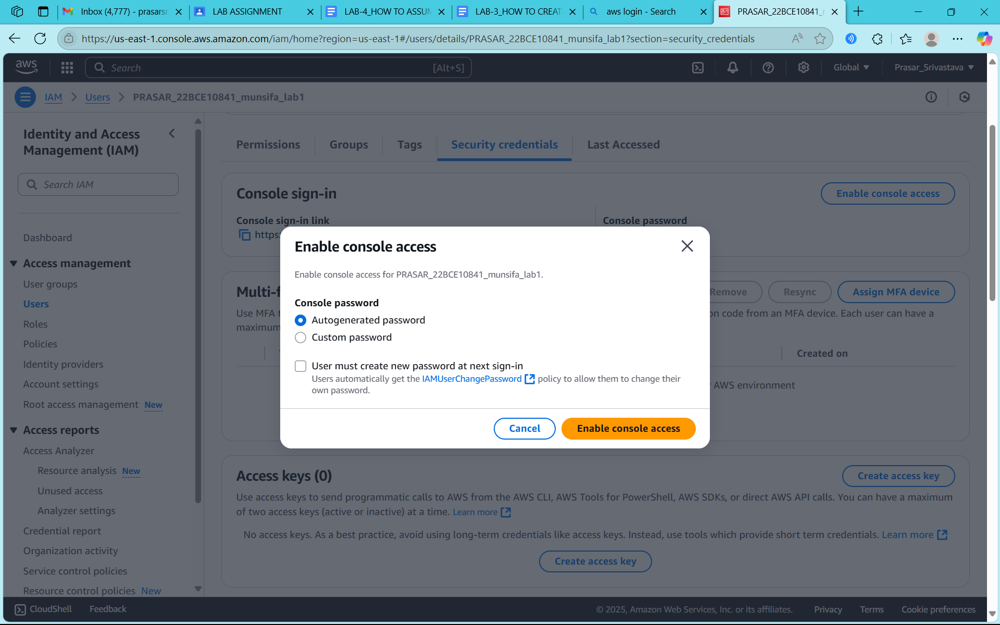 Inbox (4,777) - prasarsr
LAB ASSIGNMENT
LAB-4_HOW TO ASSUM
LAB-3_HOW TO CREAT
aws login - Search
PRASAR_22BCE10841_
https://us-east-1.console.aws.amazon.com/iam/home?region=us-east-1#/users/details/PRASAR_22BCE10841_munsifa_lab1?section=security_credentials
aws
Search
[Alt+S]
Global
Prasar_Srivastava
IAM
Users
PRASAR_22BCE10841_munsifa_lab1
Identity and Access
Management (IAM)
Search IAM
Dashboard
Access management
User groups
Users
Roles
Policies
Identity providers
Account settings
Root access management New
Access reports
Access Analyzer
Resource analysis New
Unused access
Analyzer settings
Credential report
Organization activity
Service control policies
Resource control policies New
Permissions
Groups
Tags
Security credentials
Last Accessed
Console sign-in
Enable console access
Console sign-in link
https:
Console password
Multi-f
Remove
Resync
Assign MFA device
Use MFA
on code from an MFA device. Each user can have a
maximum
Created on
AWS environment
Enable console access
Enable console access for PRASAR_22BCE10841_munsifa_lab1.
Console password
Autogenerated password
Custom password
User must create new password at next sign-in
Users automatically get the IAMUserChangePassword policy to allow them to change their
own password.
Cancel
Enable console access
Access keys (0)
Create access key
Use access keys to send programmatic calls to AWS from the AWS CLI, AWS Tools for PowerShell, AWS SDKs, or direct AWS API calls. You can have a maximum
of two access keys (active or inactive) at a time. Learn more
No access keys. As a best practice, avoid using long-term credentials like access keys. Instead, use tools which provide short term credentials. Learn more
Create access key
CloudShell
Feedback
© 2025, Amazon Web Services, Inc. or its affiliates.
Privacy
Terms
Cookie preferences